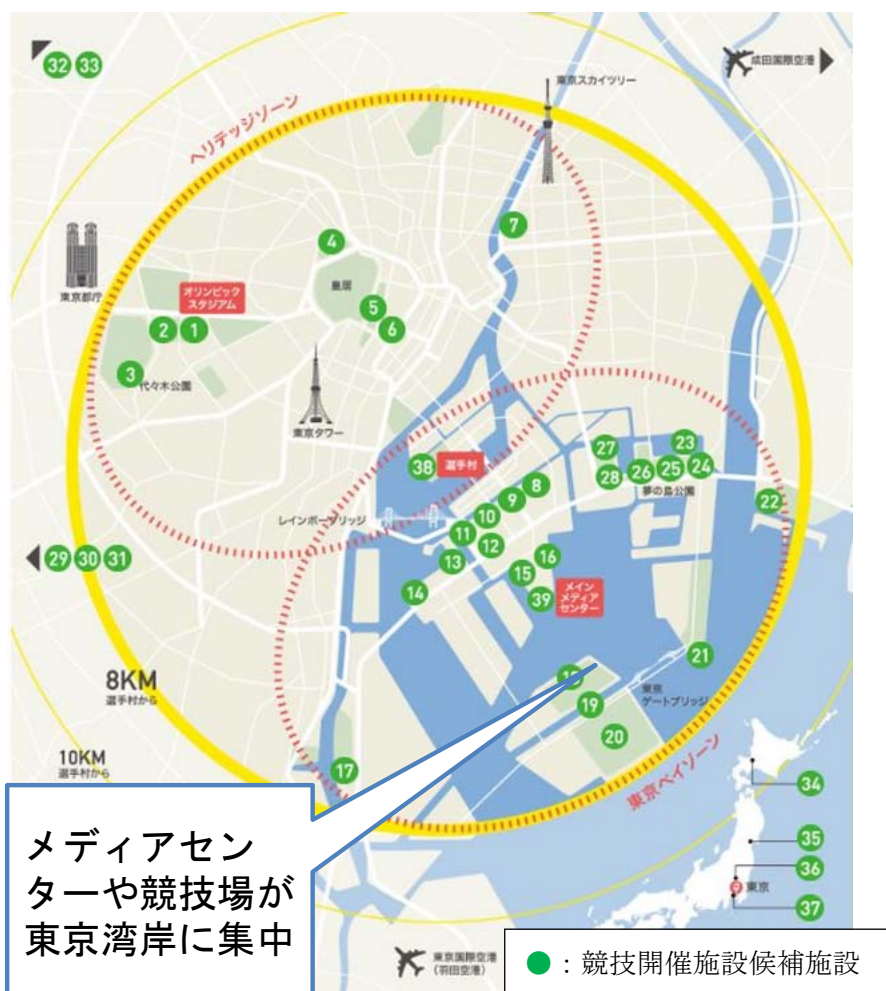 32 33
成田国際空港
東京スカイツリー
ヘリテッジゾーン
7
4
東京都庁
オリンピック
スタジアム
皇居
5
2 1
6
3
代々木公園
東京タワー
27
23
38
選手村
28 26 25 24
夢の島公園
22
8
9
10
レインボーブリッジ
11
12
13
16
15
29 30 31
14
39
メイン
メディア
センター
21
18
8KM
選手村から
東京
ゲートブリッジ
19
20
10KM
選手村から
17
東京ベイゾーン
34
メディアセン
ターや競技場が
東京湾岸に集中
35
36
東京
37
東京国際空港
(羽田空港)
●:競技開催施設候補施設